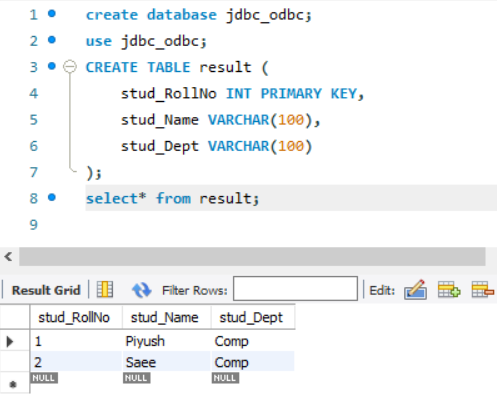 1 create database jdbc_odbc;
2 use jdbc_odbc;
3 CREATE TABLE result (
4 stud_RollNo INT PRIMARY KEY,
5 stud_Name VARCHAR(100),
6 stud_Dept VARCHAR(100)
7 );
8 select* from result;
9
Result Grid Filter Rows: Edit:
stud_RollNo stud_Name stud_Dept
1 Piyush Comp
2 Saee Comp
NULL NULL NULL